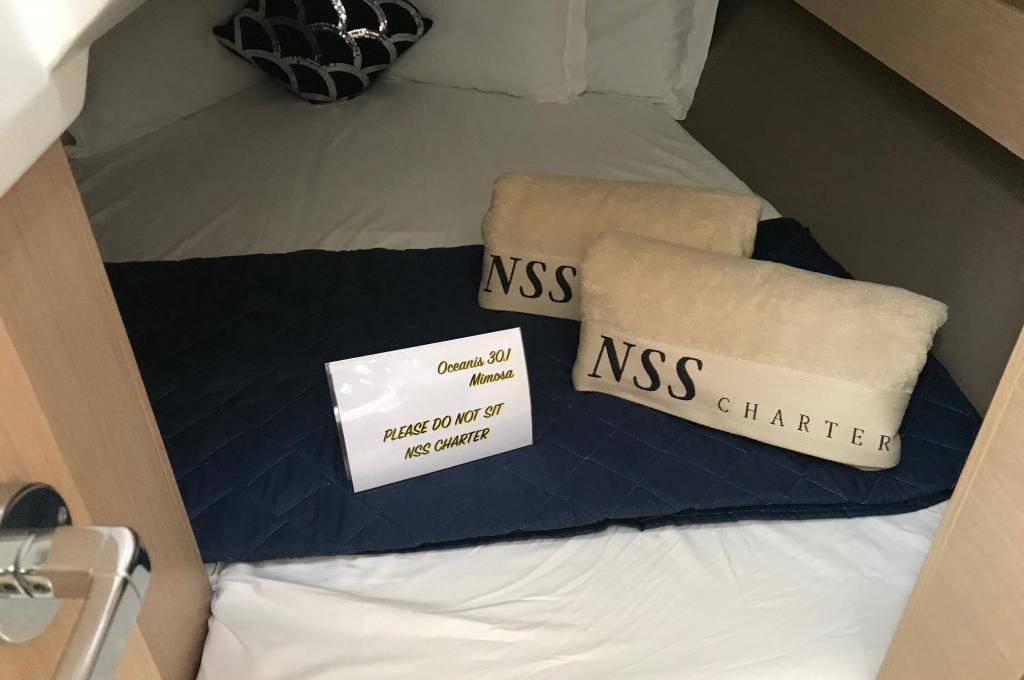 NSS
NSS
CHARTER
Oceanis 30.1
Mimosa
PLEASE DO NOT SIT
NSS CHARTER